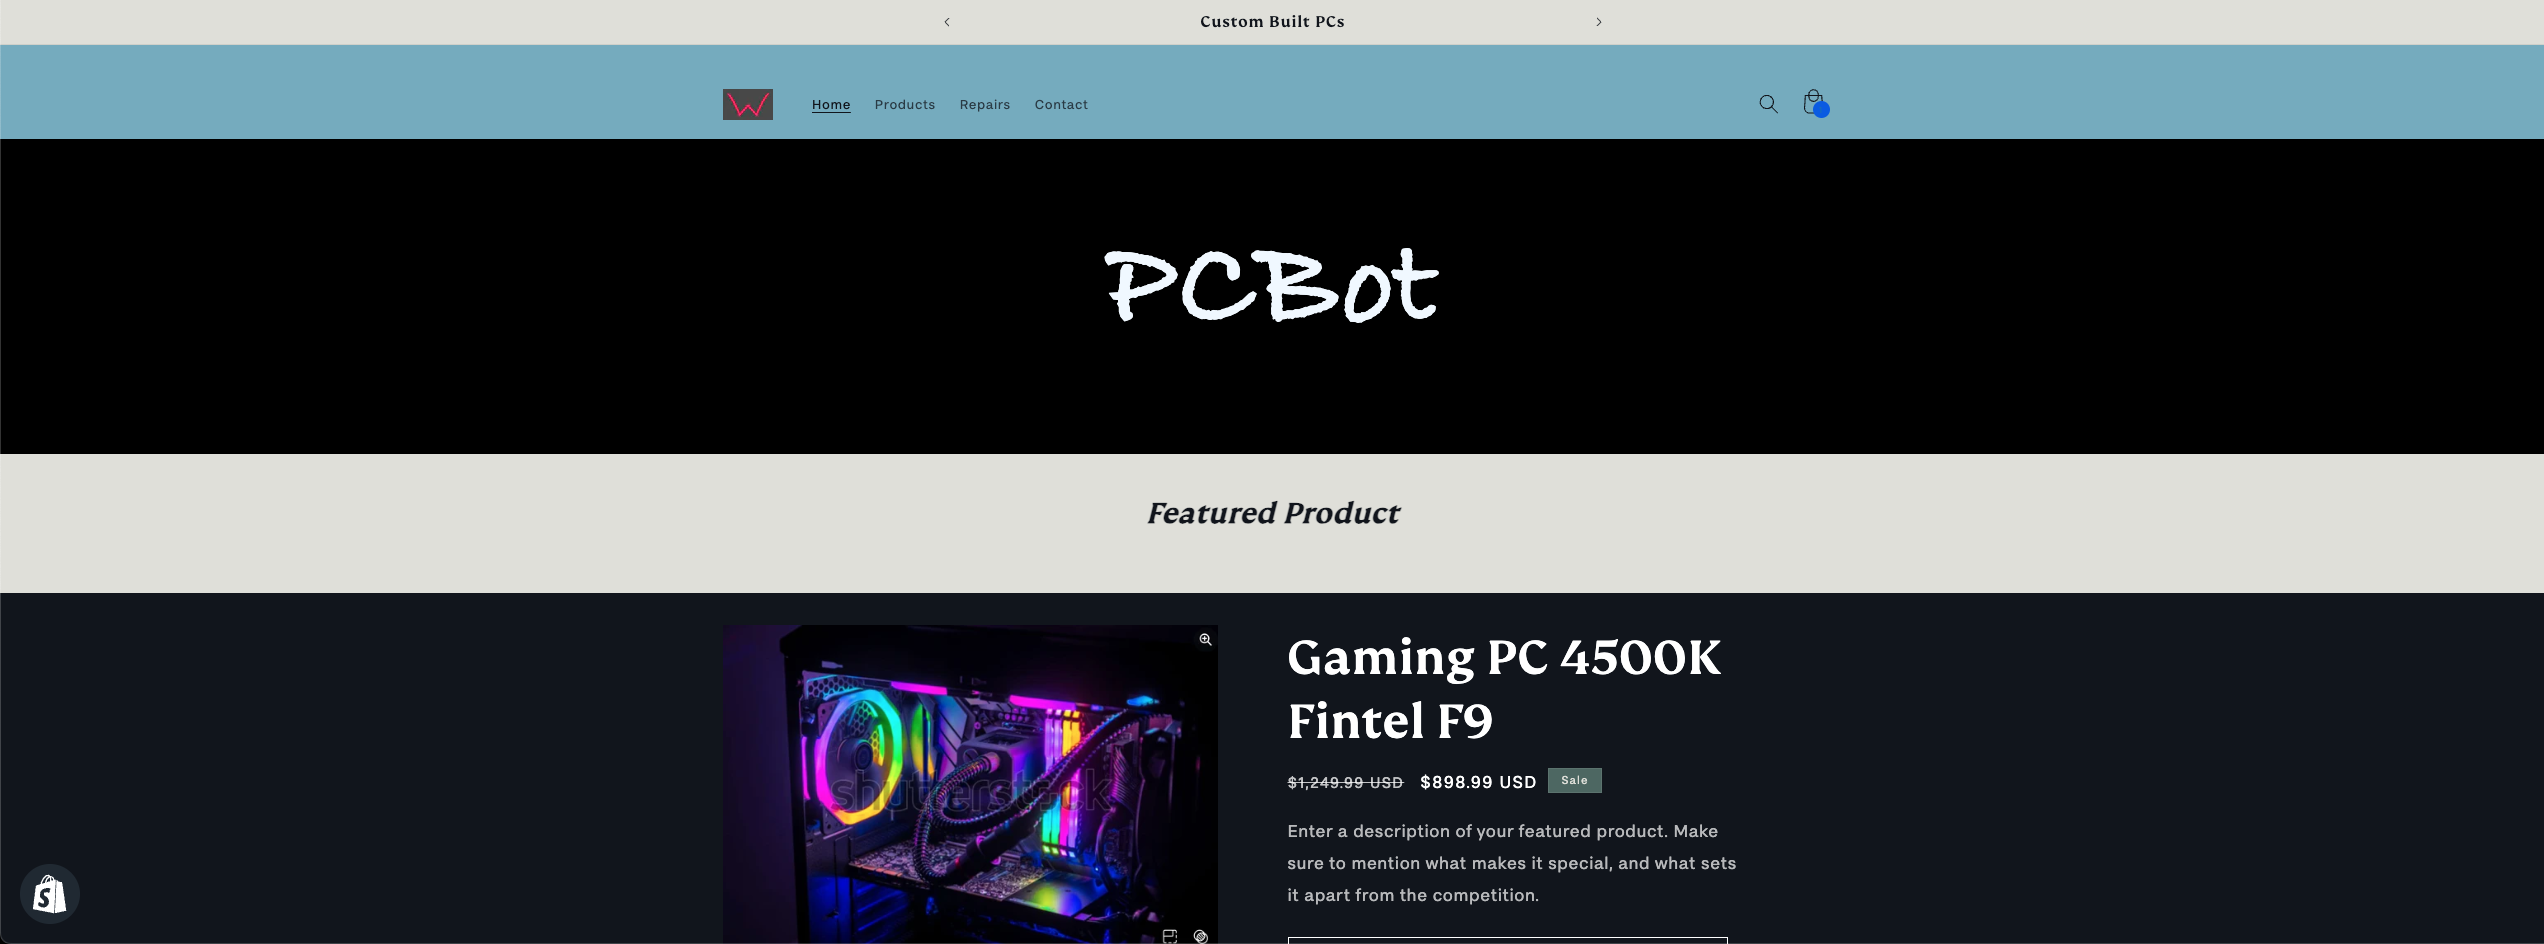 Custom Built PCs
Home Products Repairs Contact
PCBot
Featured Product
Gaming PC 4500K
Fintel F9
$1,249.99 USD $898.99 USD Sale
shutterstock
Enter a description of your featured product. Make
sure to mention what makes it special, and what sets
it apart from the competition.